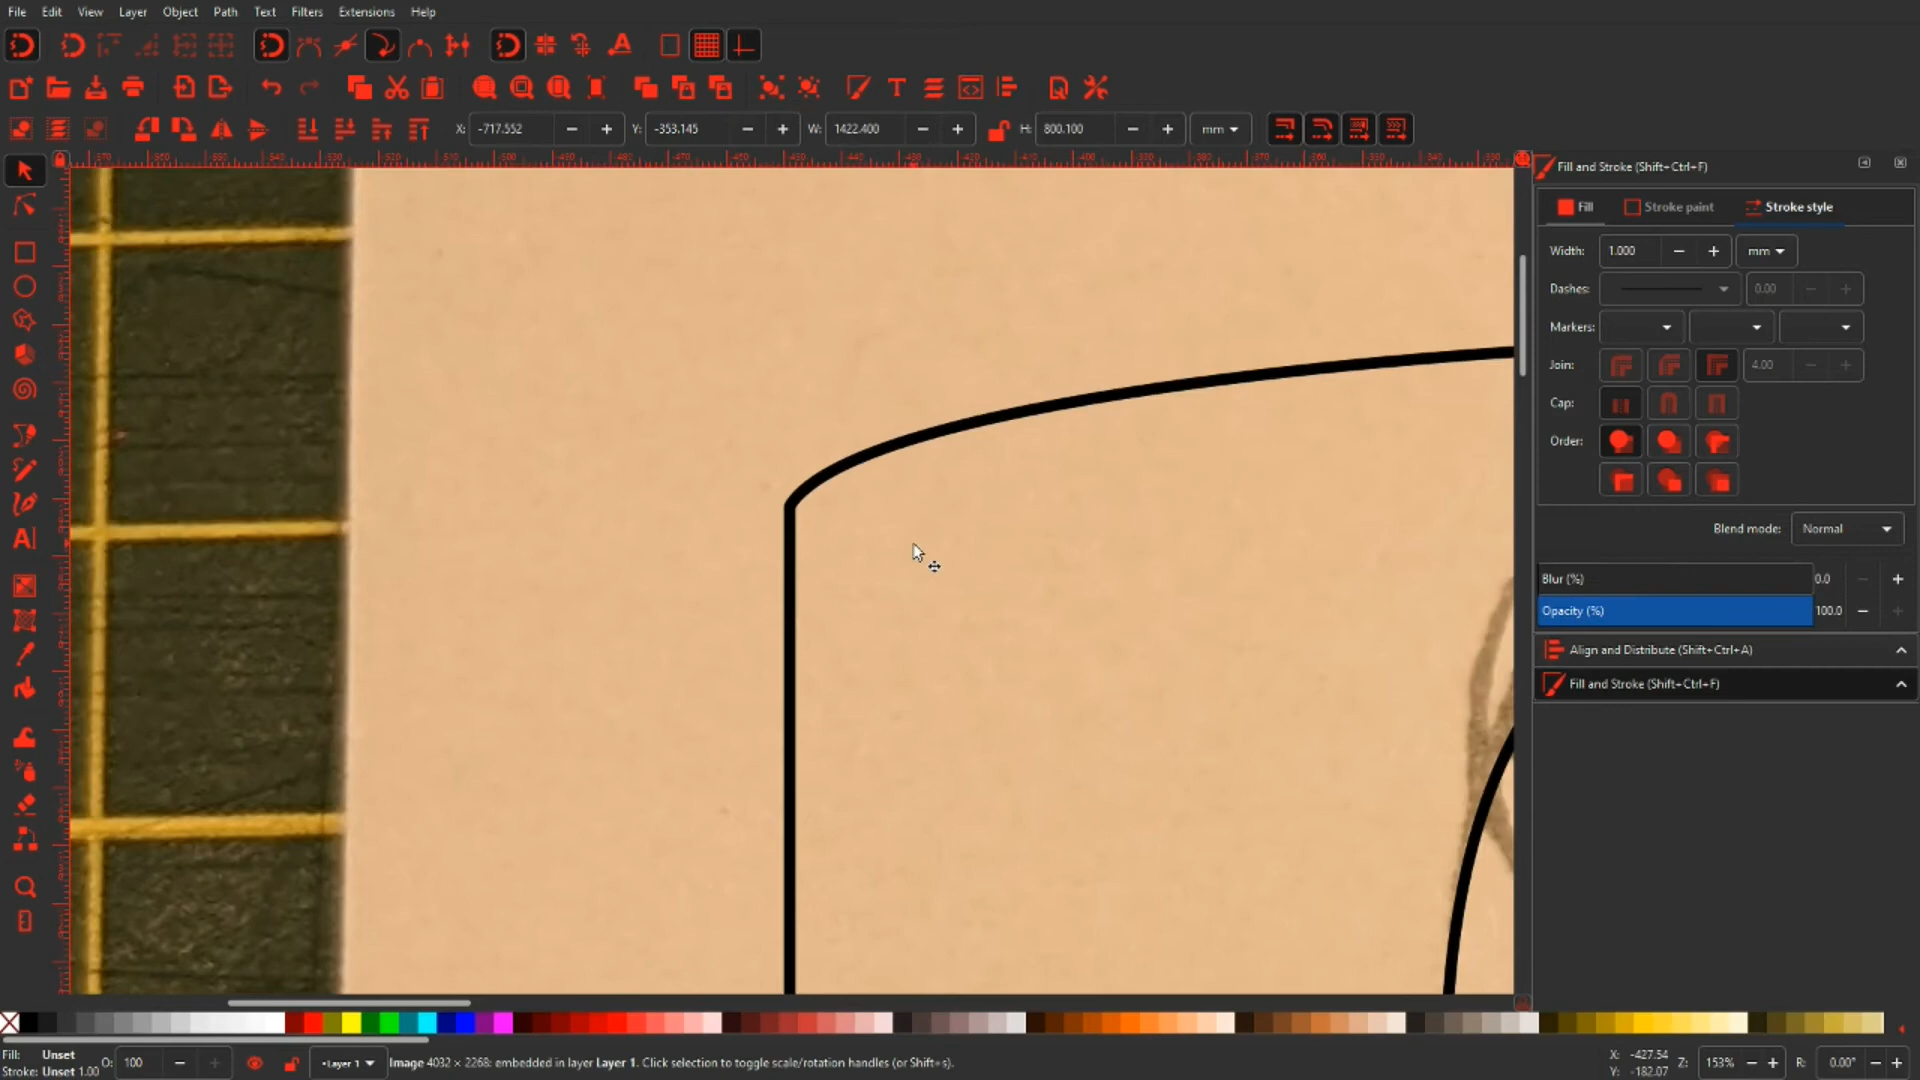 File Edit View Layer Object Path Text Filters Extensions Help
X: -717.552 Y: -353.145 W: 1422.400 H: 800.100 mm
Fill and Stroke (Shift+Ctrl+F)
Fill Stroke paint Stroke style
Width: 1.000 mm
Dashes: 0.00
Markers:
Join: 4.00
Cap:
Order:
Blend mode: Normal
Blur (%) 0.0
Opacity (%) 100.0
Align and Distribute (Shift+Ctrl+A)
Fill and Stroke (Shift+Ctrl+F)
Fill: Unset O: 100 •Layer 1 Image 4032 × 2268: embedded in layer Layer 1. Click selection to toggle scale/rotation handles (or Shift+s). X: -427.54 Z: 153% R: 0.00°
Stroke: Unset 1.00 Y: -182.07